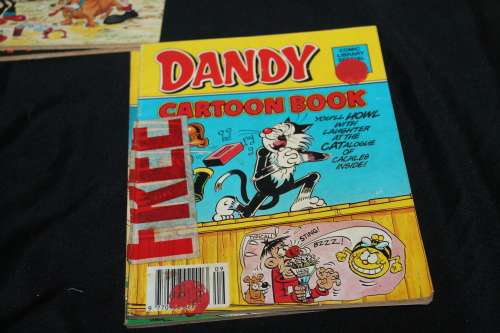 DANDY
COMIC
LIBRARY
SPECIAL
CARTOON BOOK
YOU'LL HOWL
WITH
LAUGHTER
AT THE
CATALOGUE
OF
CACKLES
INSIDE!
FREE
STING!
BZZZ!
09